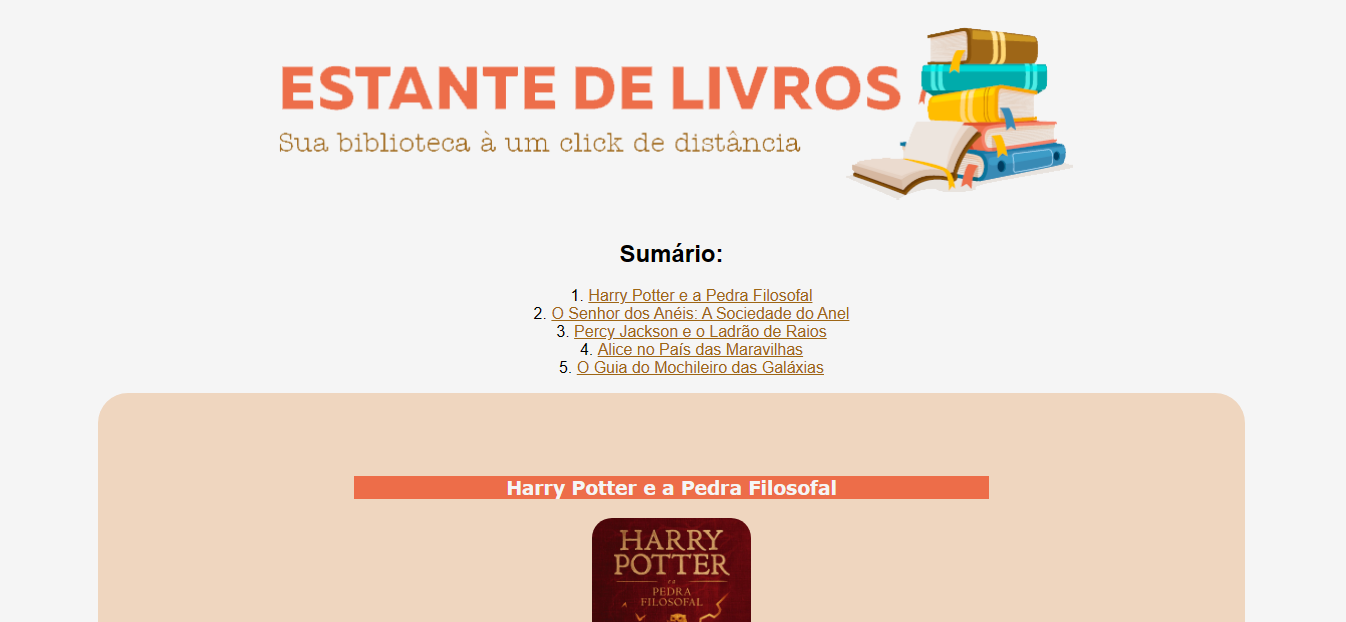 ESTANTE DE LIVROS
Sua biblioteca à um click de distância
Sumário:
1. Harry Potter e a Pedra Filosofal
2. O Senhor dos Anéis: A Sociedade do Anel
3. Percy Jackson e o Ladrão de Raios
4. Alice no País das Maravilhas
5. O Guia do Mochileiro das Galáxias
Harry Potter e a Pedra Filosofal
HARRY
POTTER
e a
PEDRA
FILOSOFAL